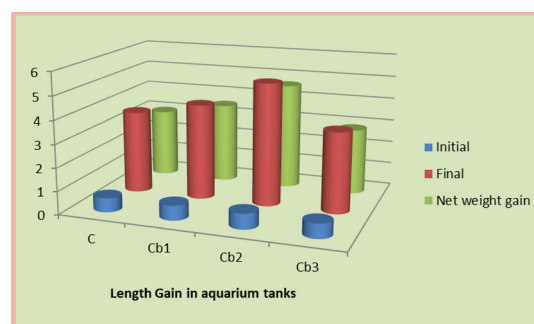 6
5
4
3
2
1
0
C
Cb1
Cb2
Cb3
Initial
Final
Net weight gain
Length Gain in aquarium tanks